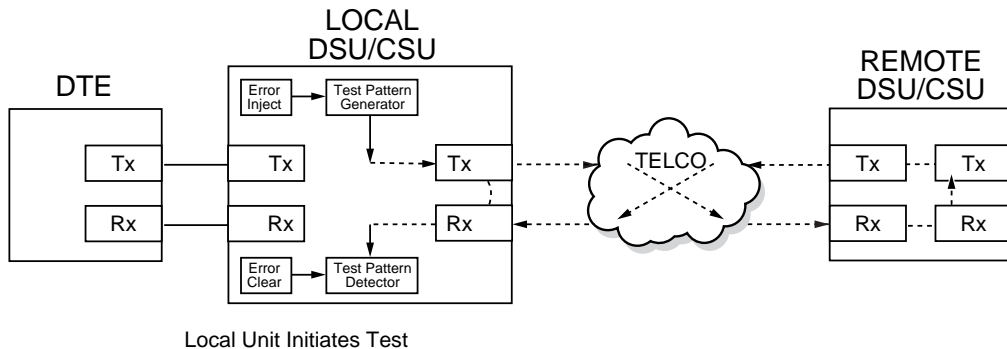 LOCAL
DSU/CSU
REMOTE
DSU/CSU
DTE
Error
Inject
Test Pattern
Generator
Tx
Tx
Tx
TELCO
Tx
Tx
Rx
Rx
Rx
Rx
Rx
Error
Clear
Test Pattern
Detector
Local Unit Initiates Test